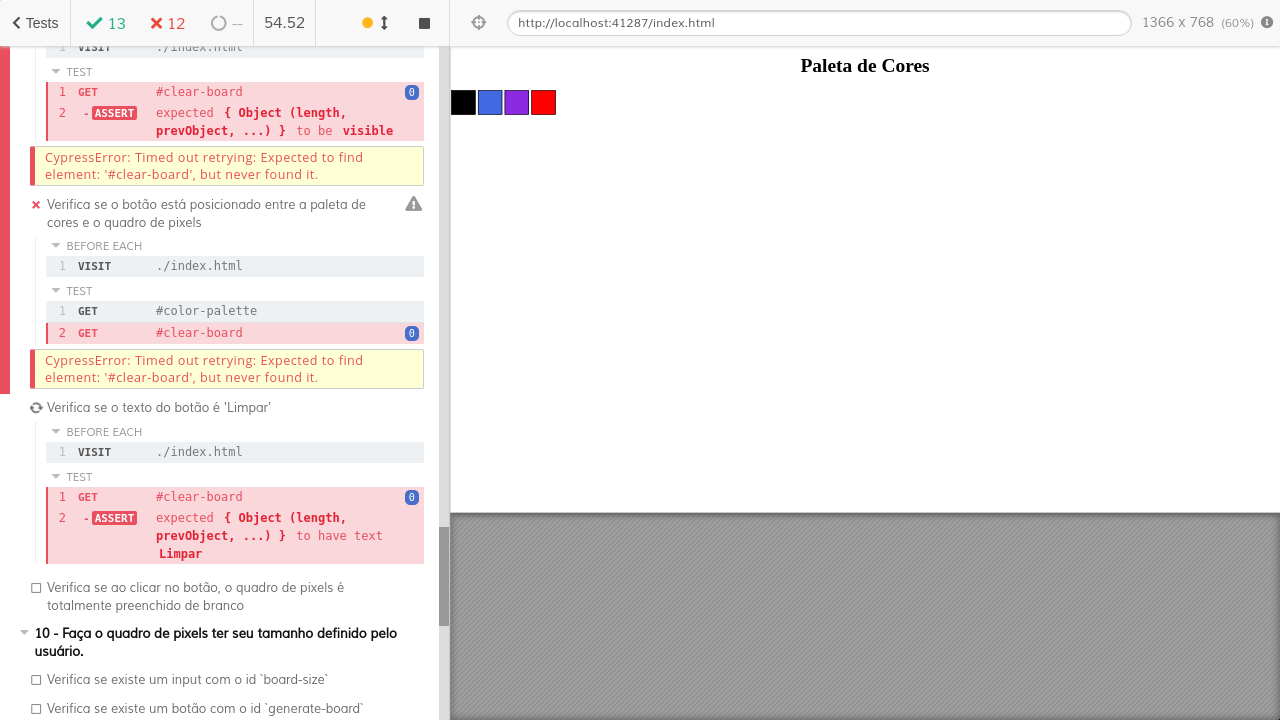 Tests 13 12 -- 54.52
http://localhost:41287/index.html 1366 x 768 (60%)
1 VISIT ./index.html
TEST
1 GET #clear-board 0
2 -ASSERT expected { Object (length,
prevObject, ...) } to be visible
CypressError: Timed out retrying: Expected to find
element: '#clear-board', but never found it.
Verifica se o botão está posicionado entre a paleta de
cores e o quadro de pixels
BEFORE EACH
1 VISIT ./index.html
TEST
1 GET #color-palette
2 GET #clear-board 0
CypressError: Timed out retrying: Expected to find
element: '#clear-board', but never found it.
Verifica se o texto do botão é 'Limpar'
BEFORE EACH
1 VISIT ./index.html
TEST
1 GET #clear-board 0
2 -ASSERT expected { Object (length,
prevObject, ...) } to have text
Limpar
Verifica se ao clicar no botão, o quadro de pixels é
totalmente preenchido de branco
10 - Faça o quadro de pixels ter seu tamanho definido pelo
usuário.
Verifica se existe um input com o id `board-size`
Verifica se existe um botão com o id `generate-board`
Paleta de Cores